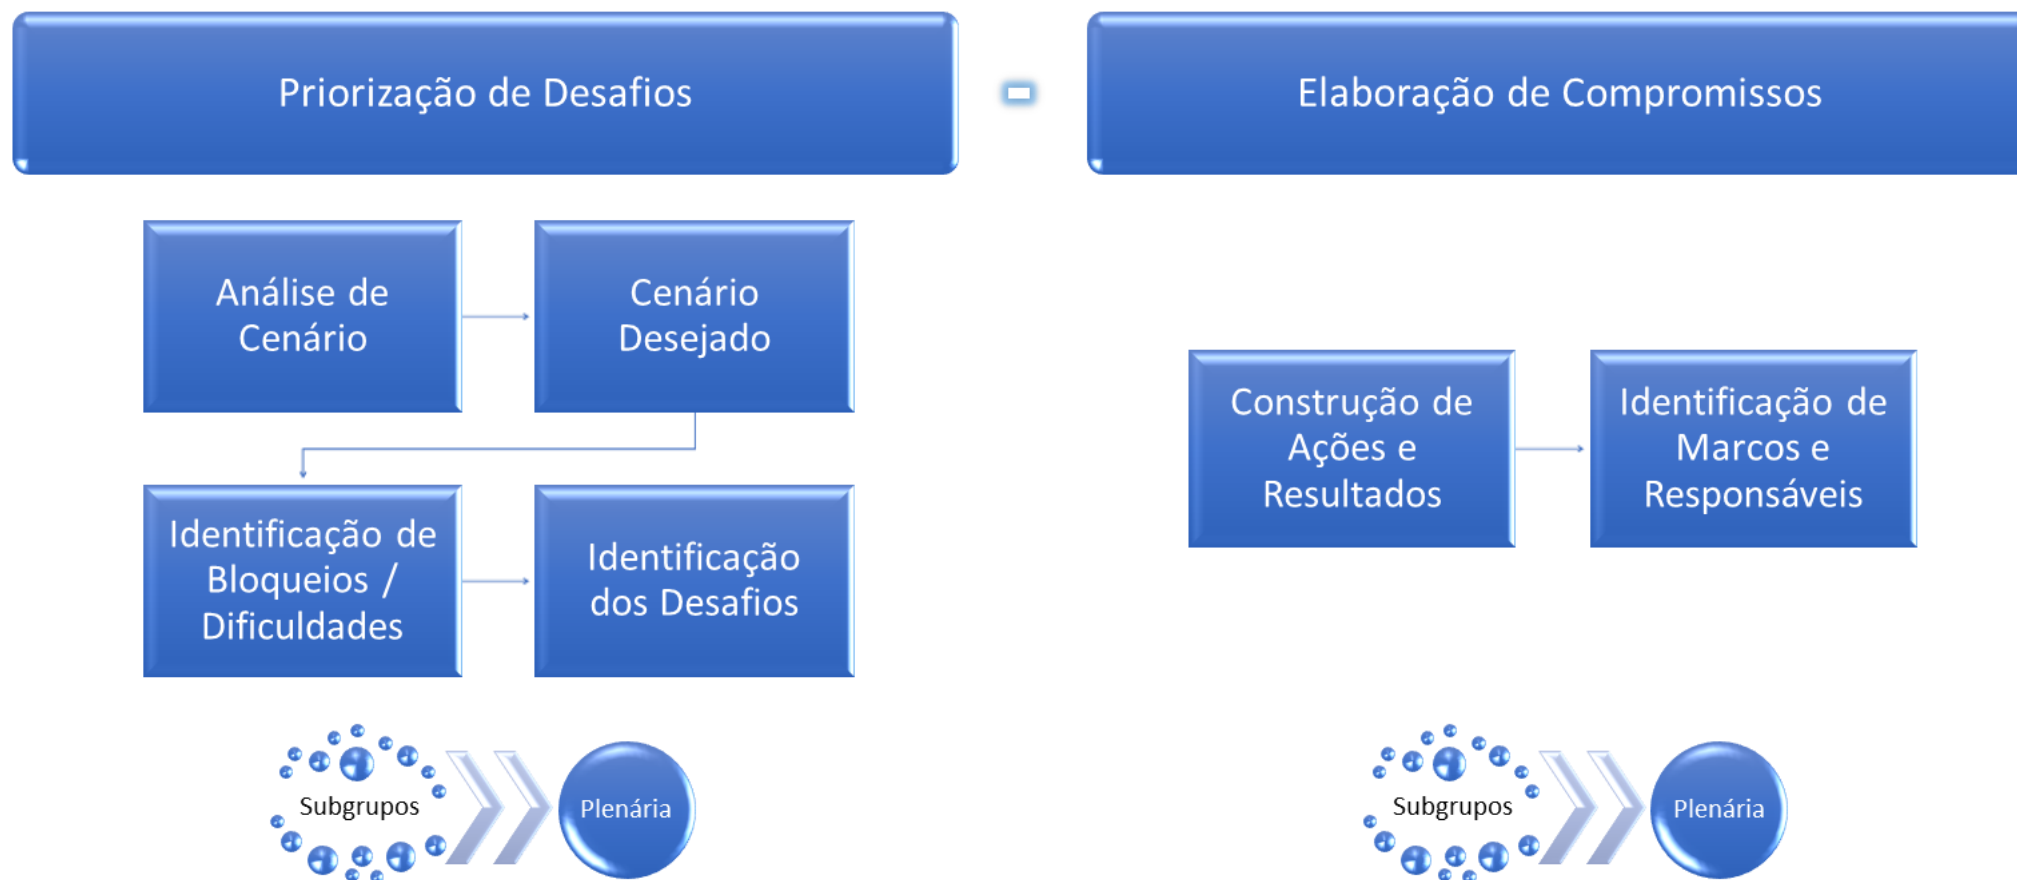 Priorização de Desafios
Elaboração de Compromissos
Análise de
Cenário
Cenário
Desejado
Identificação de
Bloqueios /
Dificuldades
Identificação
dos Desafios
Construção de
Ações e
Resultados
Identificação de
Marcos e
Responsáveis
Subgrupos
Plenária
Subgrupos
Plenária